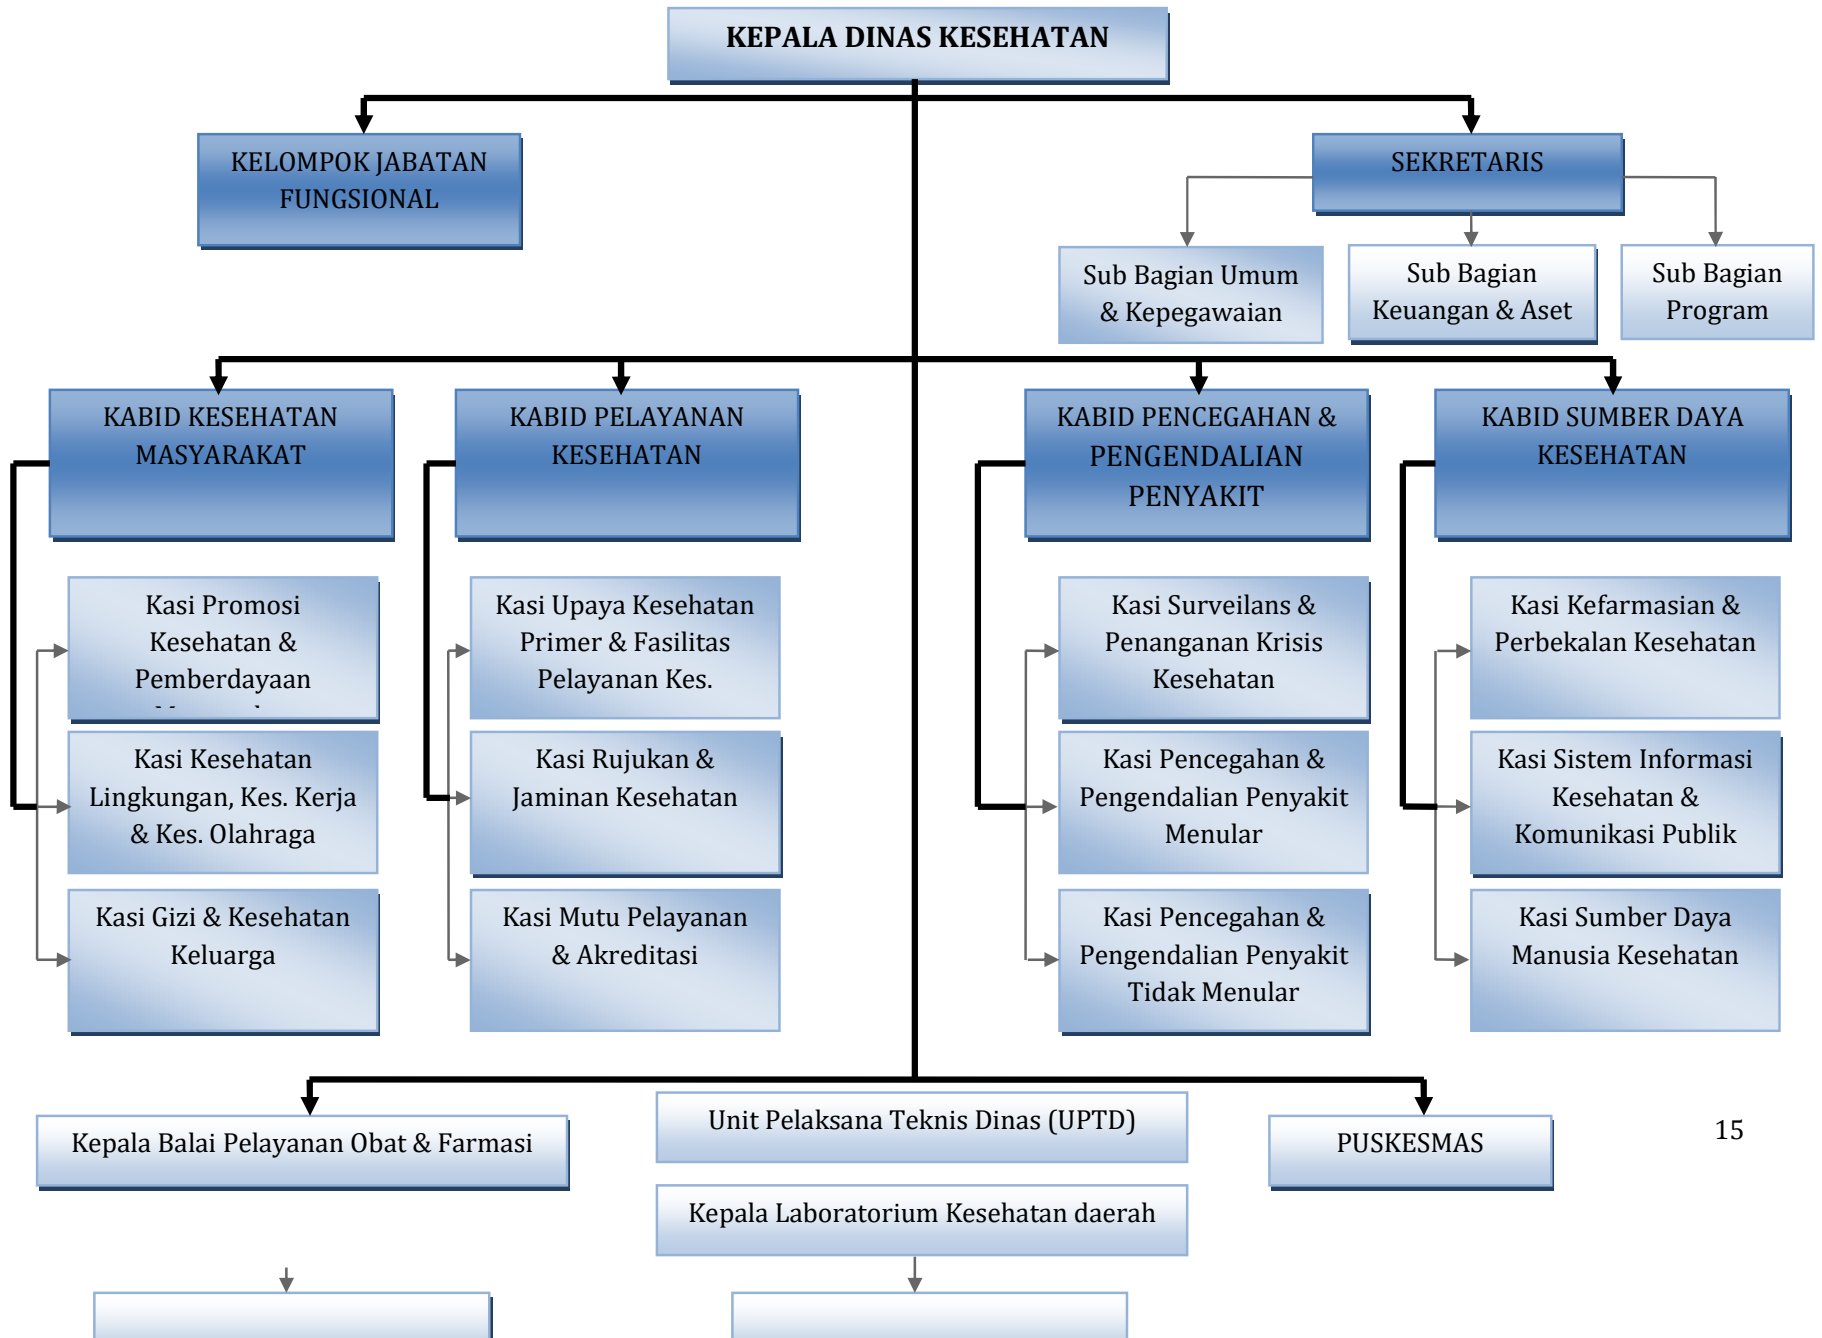 KEPALA DINAS KESEHATAN
KELOMPOK JABATAN
FUNGSIONAL
SEKRETARIS
Sub Bagian Umum
& Kepegawaian
Sub Bagian
Keuangan & Aset
Sub Bagian
Program
KABID KESEHATAN
MASYARAKAT
KABID PELAYANAN
KESEHATAN
KABID PENCEGAHAN &
PENGENDALIAN
PENYAKIT
KABID SUMBER DAYA
KESEHATAN
Kasi Promosi
Kesehatan &
Pemberdayaan
Kasi Upaya Kesehatan
Primer & Fasilitas
Pelayanan Kes.
Kasi Surveilans &
Penanganan Krisis
Kesehatan
Kasi Kefarmasian &
Perbekalan Kesehatan
Kasi Kesehatan
Lingkungan, Kes. Kerja
& Kes. Olahraga
Kasi Rujukan &
Jaminan Kesehatan
Kasi Pencegahan &
Pengendalian Penyakit
Menular
Kasi Sistem Informasi
Kesehatan &
Komunikasi Publik
Kasi Gizi & Kesehatan
Keluarga
Kasi Mutu Pelayanan
& Akreditasi
Kasi Pencegahan &
Pengendalian Penyakit
Tidak Menular
Kasi Sumber Daya
Manusia Kesehatan
Kepala Balai Pelayanan Obat & Farmasi
Unit Pelaksana Teknis Dinas (UPTD)
PUSKESMAS
15
Kepala Laboratorium Kesehatan daerah